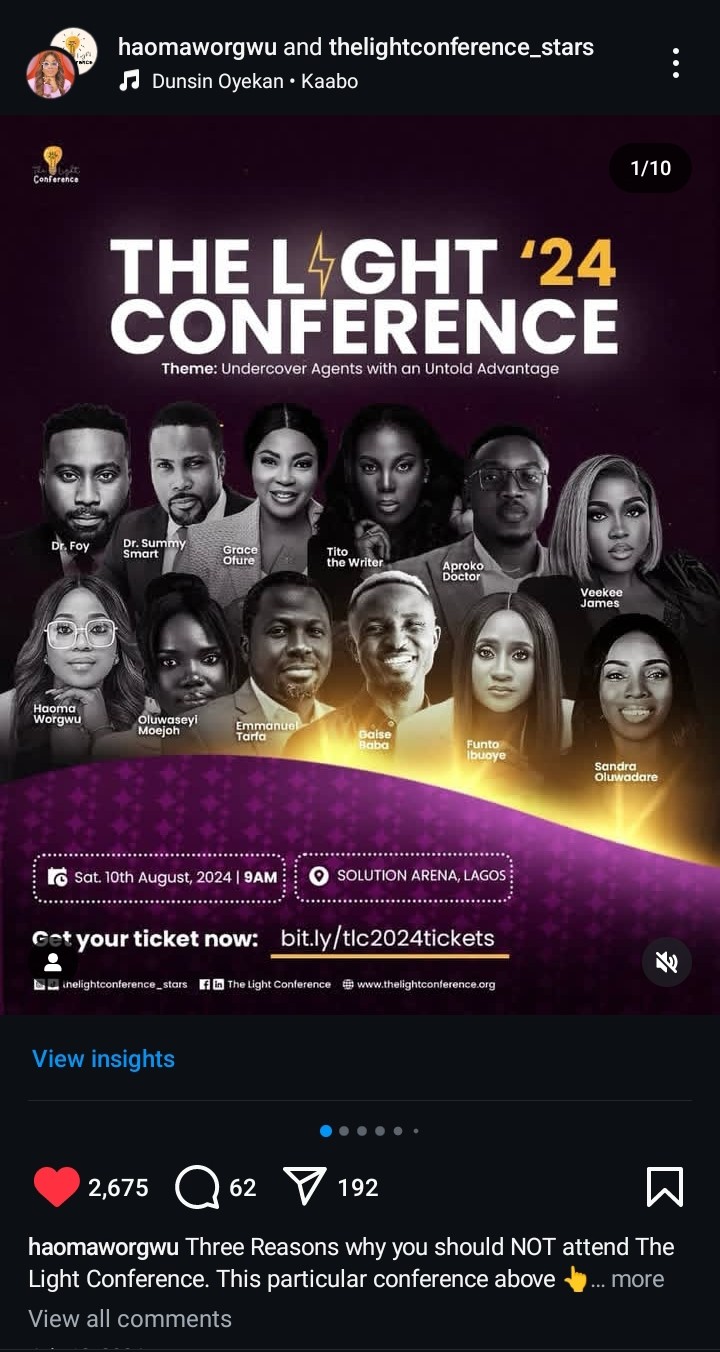 haomaworgwu and thelightconference_stars
Dunsin Oyekan • Kaabo
The Light
Conference
1/10
THE LIGHT '24
CONFERENCE
Theme: Undercover Agents with an Untold Advantage
Dr. Foy
Dr. Summy
Smart
Grace
Ofure
Tito
the Writer
Aproko
Doctor
Veekee
James
Haoma
Worgwu
Oluwaseyi
Moejoh
Emmanuel
Tarfa
Gaise
Baba
Funto
Ibuoye
Sandra
Oluwadare
Sat. 10th August, 2024 | 9AM
SOLUTION ARENA, LAGOS
Get your ticket now: bit.ly/tlc2024tickets
thelightconference_stars The Light Conference www.thelightconference.org
View insights
2,675 62 192
haomaworgwu Three Reasons why you should NOT attend The
Light Conference. This particular conference above 👆... more
View all comments